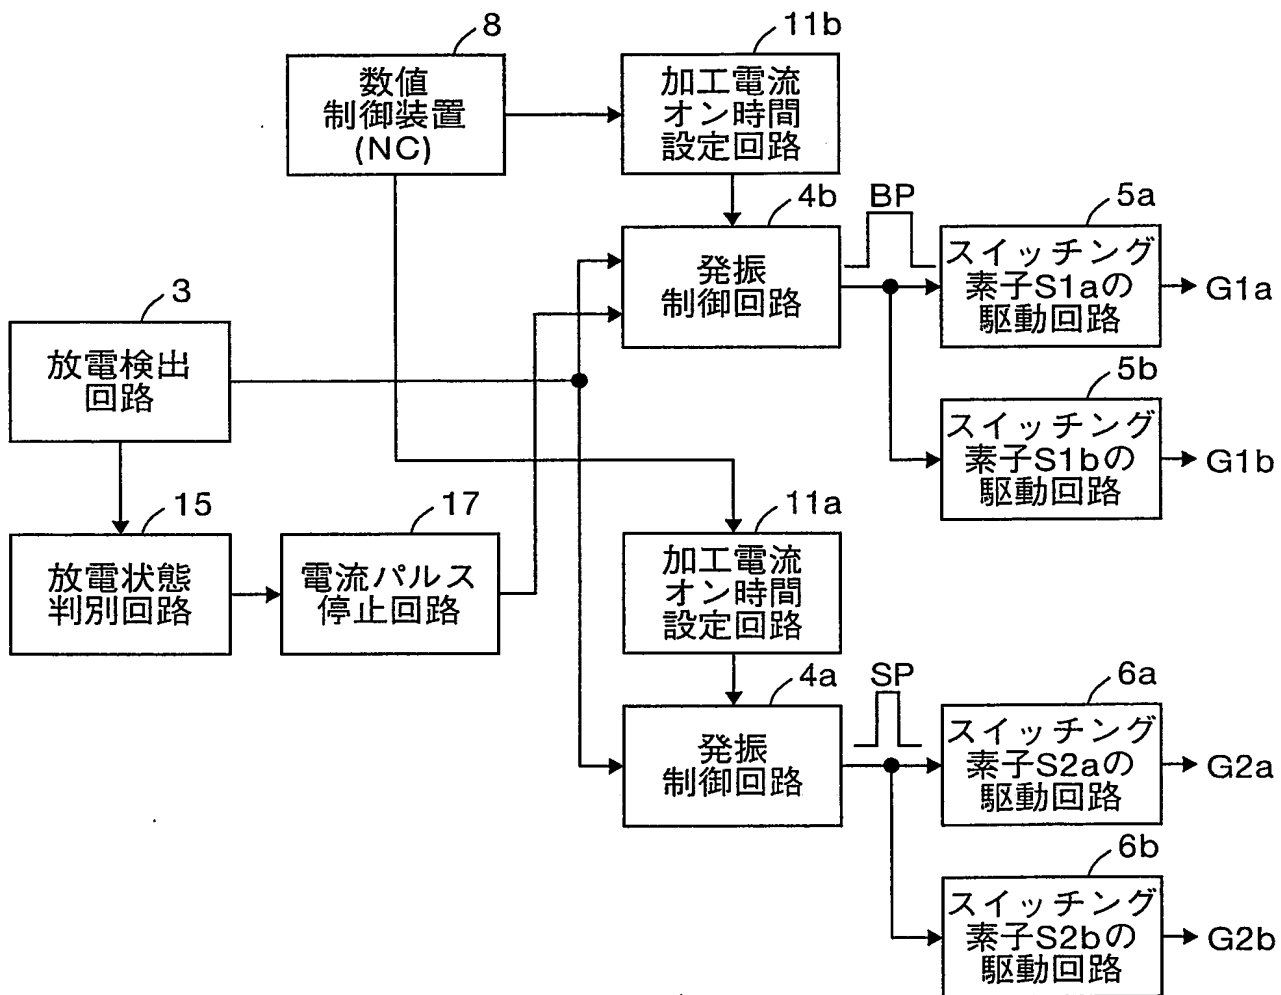 8
数値
制御装置
(NC)
11b
加工電流
オン時間
設定回路
4b
発振
制御回路
BP
5a
スイッチング
素子S1aの
駆動回路
G1a
5b
スイッチング
素子S1bの
駆動回路
G1b
3
放電検出
回路
15
放電状態
判別回路
17
電流パルス
停止回路
11a
加工電流
オン時間
設定回路
4a
発振
制御回路
SP
6a
スイッチング
素子S2aの
駆動回路
G2a
6b
スイッチング
素子S2bの
駆動回路
G2b